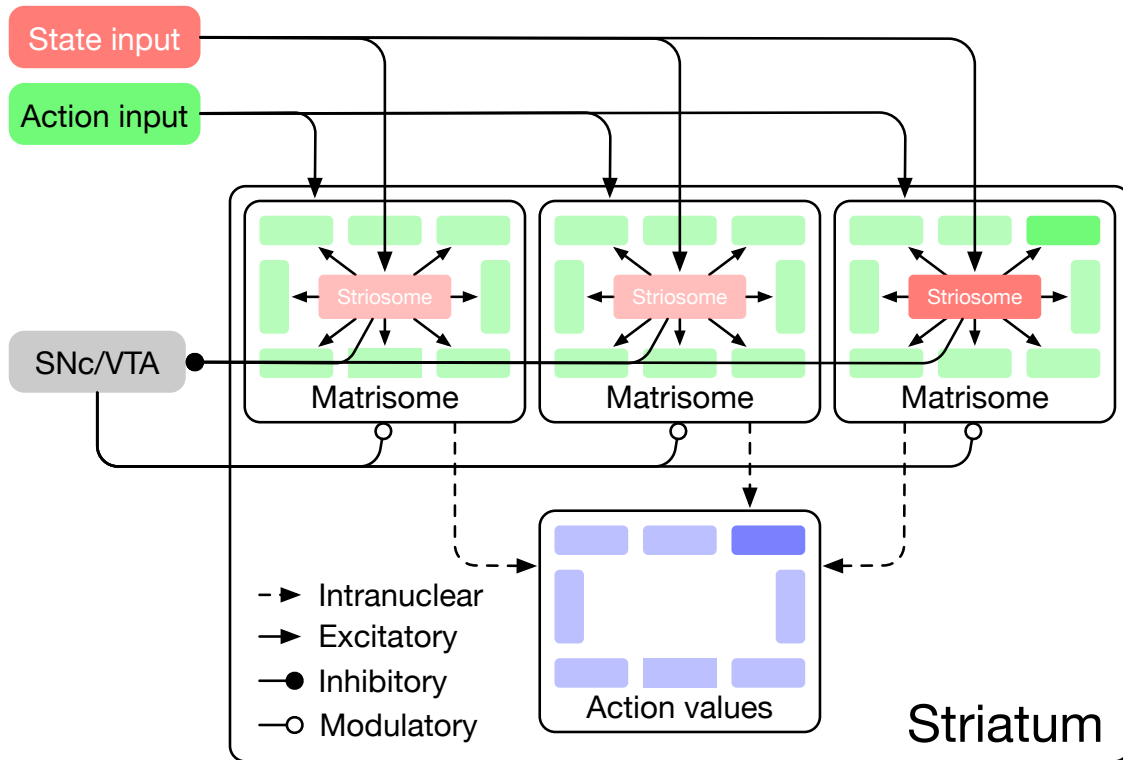 State input
Action input
Striosome
Striosome
Striosome
SNc/VTA
Matrisome
Matrisome
Matrisome
Intranuclear
Excitatory
Inhibitory
Modulatory
Action values
Striatum